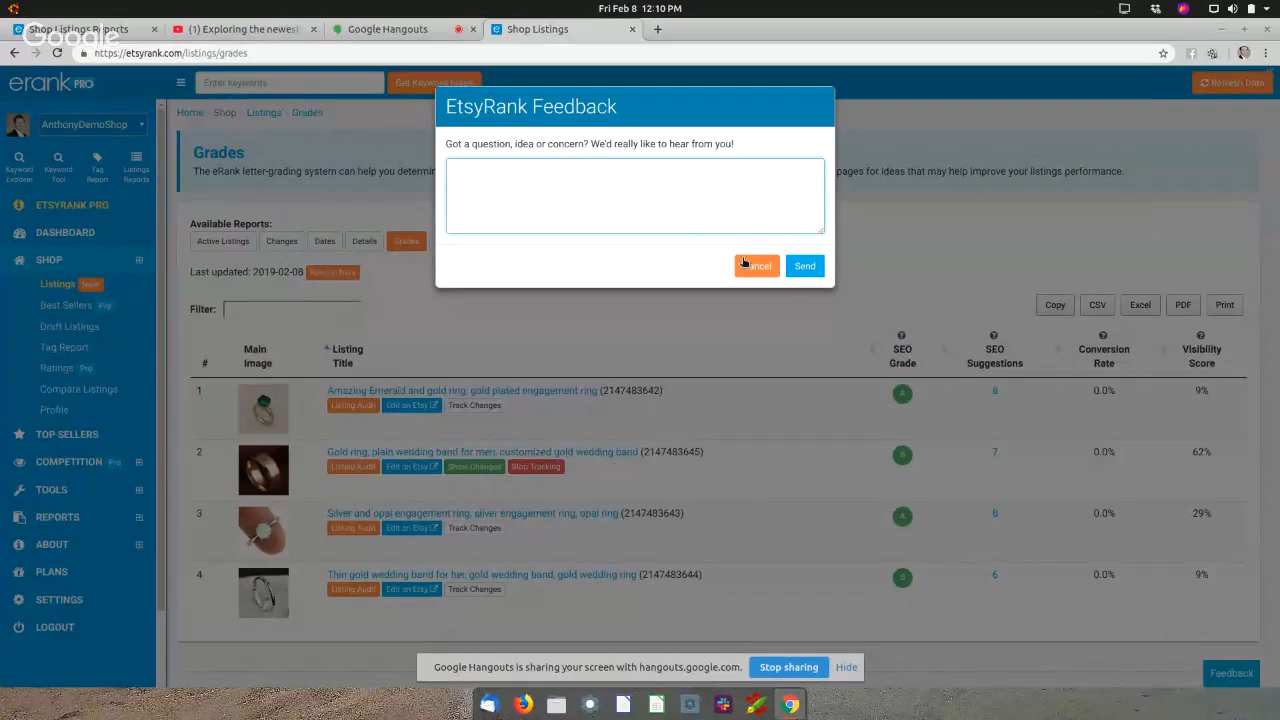 Fri Feb 8 12:10 PM
Shop Listings Reports
(1) Exploring the newest
Google Hangouts
Shop Listings
Google
https://etsyrank.com/listings/grades
erank PRO
Enter Keywords
Get Keyword Ideas
Refresh Data
AnthonyDemoShop
Keyword Explorer
Keyword Tool
Tag Report
Listings Reports
ETSYRANK PRO
DASHBOARD
SHOP
Listings New!
Best Sellers Pro
Draft Listings
Tag Report
Ratings Pro
Compare Listings
Profile
TOP SELLERS
COMPETITION Pro
TOOLS
REPORTS
ABOUT
PLANS
SETTINGS
LOGOUT
Home Shop Listings Grades
Grades
The eRank letter-grading system can help you determin
pages for ideas that may help improve your listings performance.
EtsyRank Feedback
Got a question, idea or concern? We'd really like to hear from you!
Cancel Send
Available Reports:
Active Listings Changes Dates Details Grades
Last updated: 2019-02-08
Filter:
Copy CSV Excel PDF Print
# Main Image Listing Title SEO Grade SEO Suggestions Conversion Rate Visibility Score
1 Amazing Emerald and gold ring, gold plated engagement ring (2147483642) A 8 0.0% 9%
Listing Audit Edit on Etsy Track Changes
2 Gold ring, plain wedding band for men, customized gold wedding band (2147483645) B 7 0.0% 62%
Listing Audit Edit on Etsy Show Changes Stop Tracking
3 Silver and opal engagement ring, silver engagement ring, opal ring (2147483643) A 8 0.0% 29%
Listing Audit Edit on Etsy Track Changes
4 Thin gold wedding band for her, gold wedding band, gold wedding ring (2147483644) B 6 0.0% 9%
Listing Audit Edit on Etsy Track Changes
Google Hangouts is sharing your screen with hangouts.google.com. Stop sharing Hide
Feedback